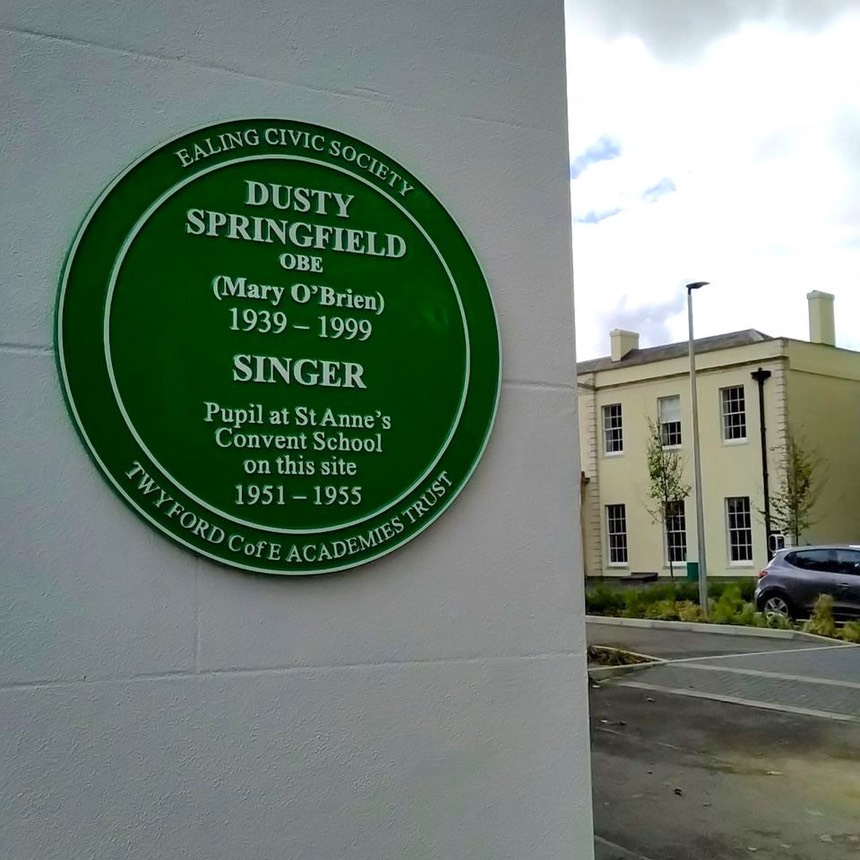 EALING CIVIC SOCIETY
DUSTY
SPRINGFIELD
OBE
(Mary O'Brien)
1939 – 1999
SINGER
Pupil at St Anne's
Convent School
on this site
1951 – 1955
TWYFORD C of E ACADEMIES TRUST